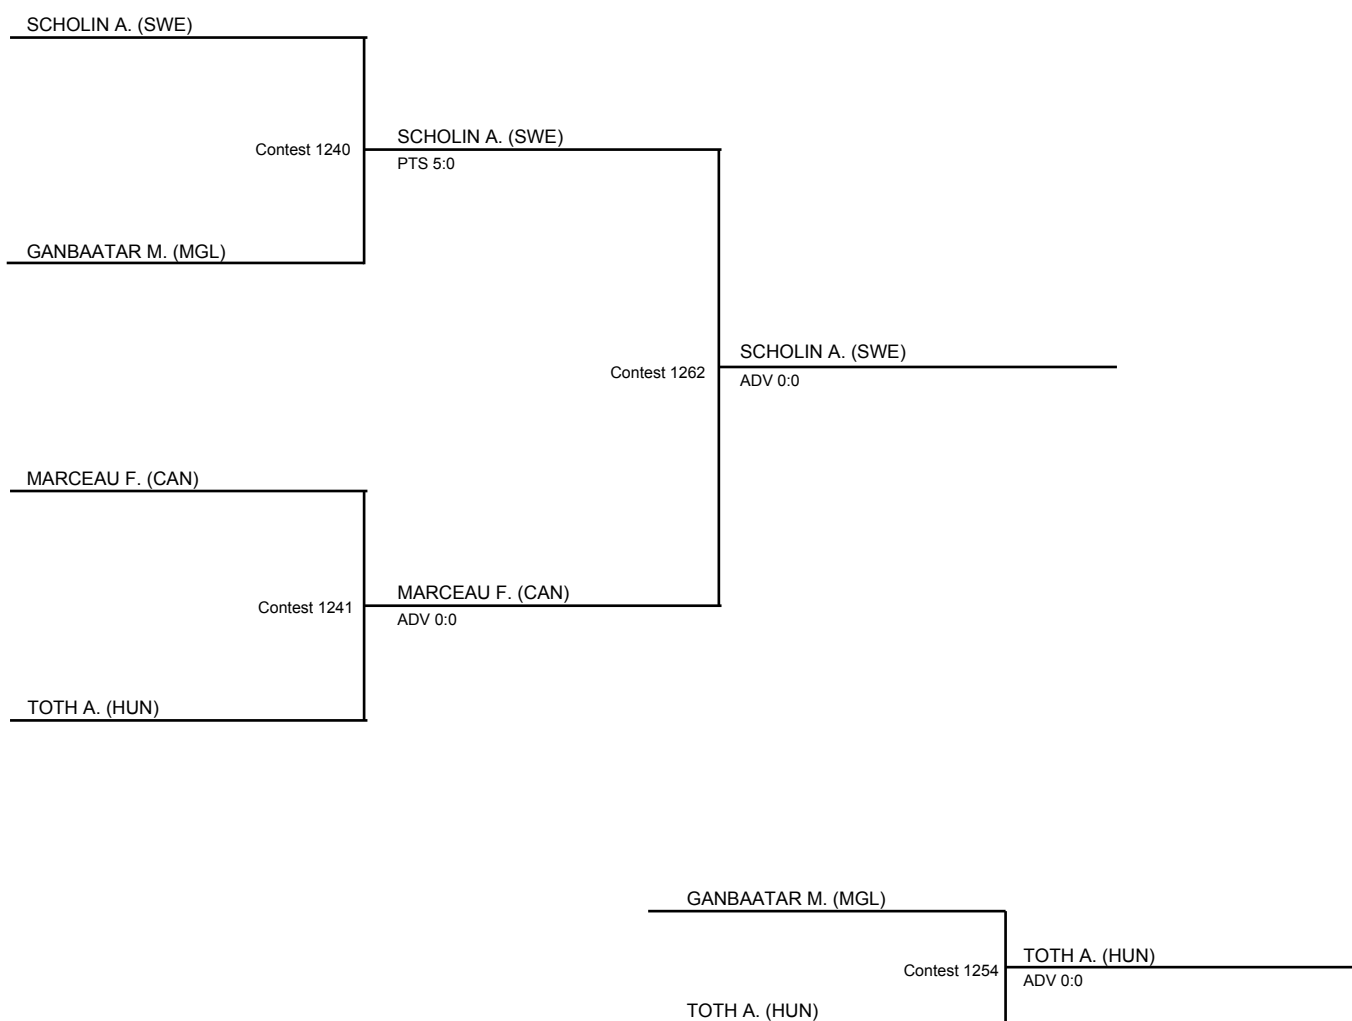 SCHOLIN A. (SWE)
Contest 1240
SCHOLIN A. (SWE)
PTS 5:0
GANBAATAR M. (MGL)
Contest 1262
SCHOLIN A. (SWE)
ADV 0:0
MARCEAU F. (CAN)
Contest 1241
MARCEAU F. (CAN)
ADV 0:0
TOTH A. (HUN)
GANBAATAR M. (MGL)
Contest 1254
TOTH A. (HUN)
ADV 0:0
TOTH A. (HUN)